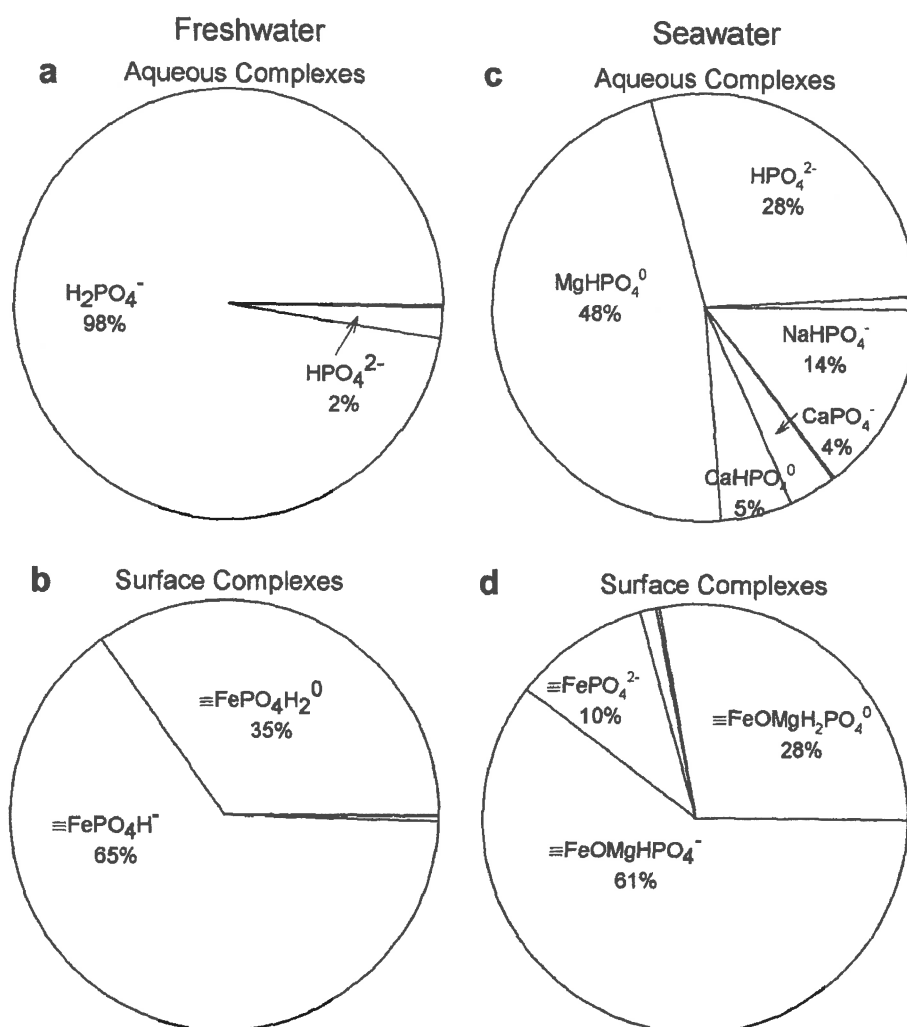 Freshwater
a
Aqueous Complexes
H₂PO₄⁻
98%
HPO₄²⁻
2%
b
Surface Complexes
≡FePO₄H₂⁰
35%
≡FePO₄H⁻
65%
Seawater
c
Aqueous Complexes
HPO₄²⁻
28%
MgHPO₄⁰
48%
NaHPO₄⁻
14%
CaPO₄⁻
4%
CaHPO₄⁰
5%
d
Surface Complexes
≡FePO₄²⁻
10%
≡FeOMgH₂PO₄⁰
28%
≡FeOMgHPO₄⁻
61%